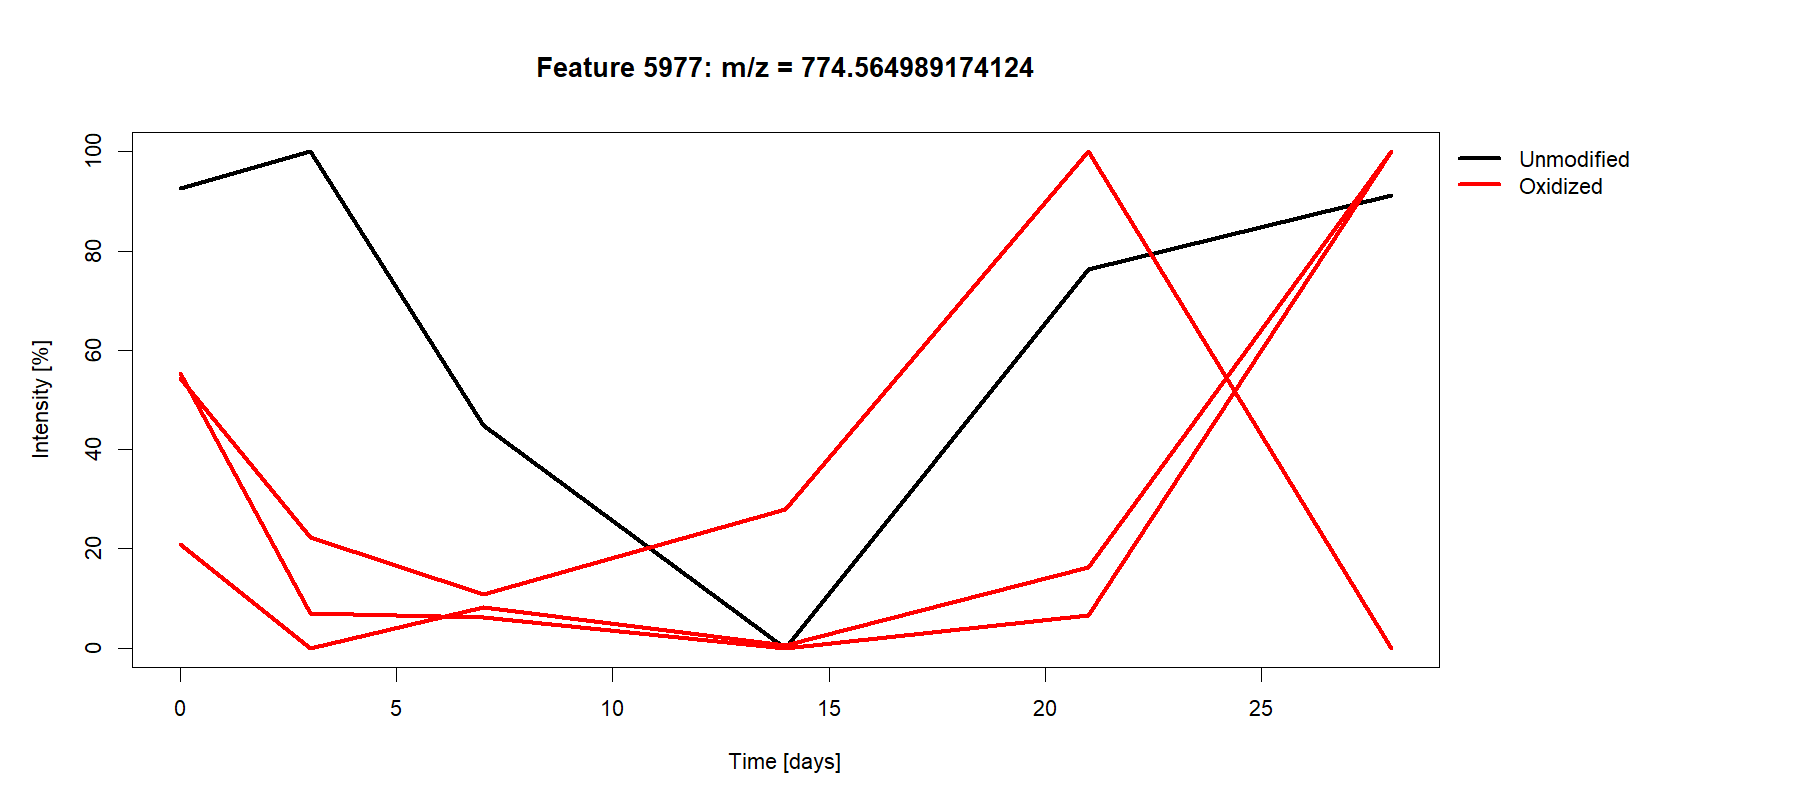 Feature 5977: m/z = 774.564989174124
Unmodified
Oxidized
Intensity [%]
100
80
60
40
20
0
0 5 10 15 20 25
Time [days]